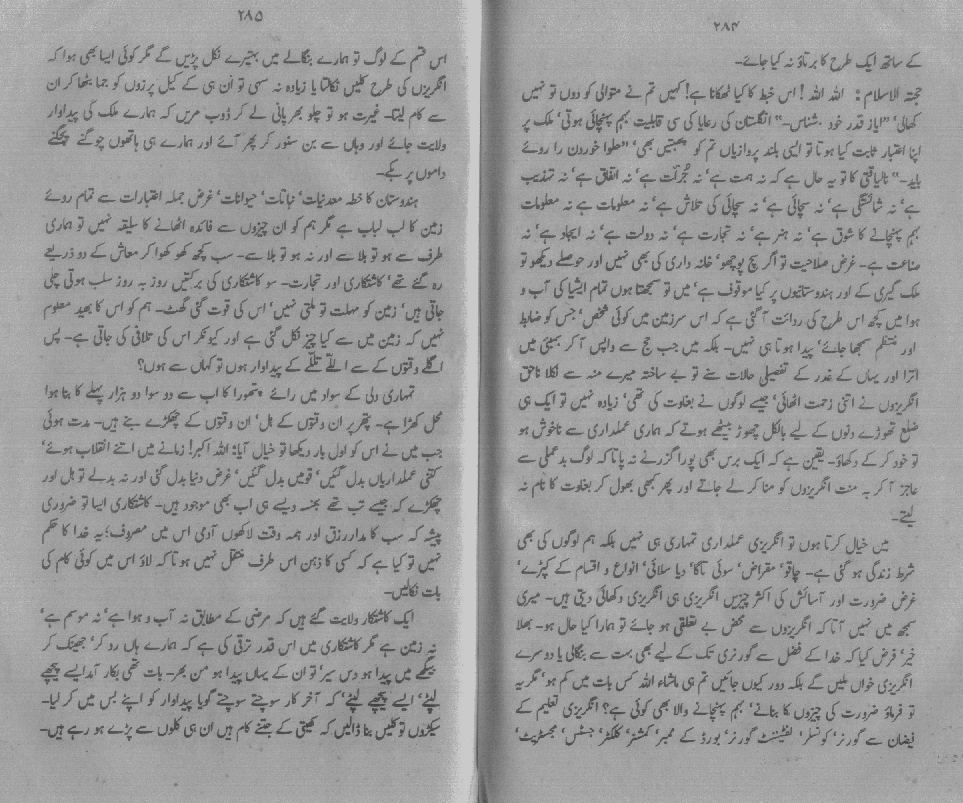 ۲۸۴
کے ساتھ ایک طرح کا برتاؤ نہ کیا جائے۔
حجتہ الاسلام : اللہ اللہ ! اس خبط کا کیا ٹھکانا ہے! کہیں تم نے متوالی کو دوں تو نہیں
کھالی‘ ”ایاز قدر خود بشناس۔“ انگلستان کی رعایا کی سی قابلیت بہم پہنچائی ہوتی‘ ملک پر
اپنا اعتبار ثابت کیا ہوتا تو ایسی بلند پروازیاں تم کو پھبتیں بھی‘ ”حلوا خوردن را روئے
باید۔“ نالیاقتی کا تو یہ حال ہے کہ نہ ہمت ہے‘ نہ جرأت ہے‘ نہ اتفاق ہے‘ نہ تہذیب
ہے‘ نہ شائستگی ہے‘ نہ سچائی ہے‘ نہ سچائی کی تلاش ہے‘ نہ معلومات ہے نہ معلومات
بہم پہنچانے کا شوق ہے‘ نہ ہنر ہے‘ نہ تجارت ہے‘ نہ دولت ہے‘ نہ ایجاد ہے‘ نہ
صناعت ہے۔ غرض صلاحیت تو اگر سچ پوچھو‘ خانہ داری کی بھی نہیں اور حوصلے دیکھو تو
ملک گیری کے اور ہندوستانیوں پر کیا موقوف ہے‘ میں تو سمجھتا ہوں تمام ایشیا کی آب و
ہوا میں کچھ اس طرح کی ردائت آ گئی ہے کہ اس سرزمین میں کوئی شخص‘ جس کو ضابط
اور منتظم سمجھا جائے‘ پیدا ہوتا ہی نہیں۔ بلکہ میں جب حج سے واپس آ کر بمبئی میں
اترا اور یہاں کے غدر کے تفصیلی حالات سنے تو بے ساختہ میرے منہ سے نکلا ناحق
انگریزوں نے اتنی زحمت اٹھائی‘ جیسے لوگوں نے بغاوت کی تھی‘ زیادہ نہیں تو ایک ہی
ضلع تھوڑے دنوں کے لیے بالکل چھوڑ بیٹھے ہوتے کہ ہماری عملداری سے ناخوش ہو
تو خود کر کے دکھاؤ۔ یقین ہے کہ ایک برس بھی پورا گزرنے نہ پاتا کہ لوگ بدعملی سے
عاجز آ کر بہ منت انگریزوں کو منا کر لے جاتے اور پھر کبھی بھول کر بغاوت کا نام نہ
لیتے۔
میں خیال کرتا ہوں تو انگریزی عملداری تمہاری ہی نہیں بلکہ ہم لوگوں کی بھی
شرط زندگی ہو گئی ہے۔ چاقو‘ مقراض‘ سوئی تاگا‘ دیا سلائی‘ انواع و اقسام کے کپڑے‘
غرض ضرورت اور آسائش کی اکثر چیزیں انگریزی ہی انگریزی دکھائی دیتی ہیں۔ میری
سمجھ میں نہیں آتا کہ انگریزوں سے محض بے تعلقی ہو جائے تو ہمارا کیا حال ہو۔ بھلا
خیر‘ فرض کیا کہ خدا کے فضل سے گورنری تک کے لیے بھی بہت سے بنگالی یا دوسرے
انگریزی خواں ملیں گے بلکہ دور کیوں جائیں تم ہی ماشاء اللہ کس بات میں کم ہو‘ مگر یہ
تو فرماؤ ضرورت کی چیزوں کا بنانے‘ بہم پہنچانے والا بھی کوئی ہے؟ انگریزی تعلیم کے
فیضان سے گورنر‘ کونسلر‘ لفٹیننٹ گورنر‘ بورڈ کے ممبر‘ کمشنر‘ کلکٹر‘ جسٹس‘ مجسٹریٹ‘
۲۸۵
اس قسم کے لوگ تو ہمارے بنگالے میں بہتیرے نکل پڑیں گے مگر کوئی ایسا بھی ہوا کہ
انگریزوں کی طرح کلیں نکالتا یا زیادہ نہ سہی تو ان ہی کے کیل پرزوں کو جما بٹھا کر ان
سے کام لیتا۔ غیرت ہو تو چلو بھر پانی لے کر ڈوب مریں کہ ہمارے ملک کی پیداوار
ولایت جائے اور وہاں سے بن سنور کر پھر آئے اور ہمارے ہی ہاتھوں چوگنے پچگنے
داموں پر بکے۔
ہندوستان کا خطہ معدنیات‘ نباتات‘ حیوانات‘ غرض جملہ اعتبارات سے تمام روئے
زمین کا لب لباب ہے مگر ہم کو ان چیزوں سے فائدہ اٹھانے کا سلیقہ نہیں تو ہماری
طرف سے ہو تو بلا سے اور نہ ہو تو بلا سے۔ سب کچھ کھو کھوا کر معاش کے دو ذریعے
رہ گئے تھے‘ کاشتکاری اور تجارت۔ سو کاشتکاری کی برکتیں روز بہ روز سلب ہوتی چلی
جاتی ہیں‘ زمین کو مہلت تو ملتی نہیں‘ اس کی قوت گئی گھٹ۔ ہم کو اس کا بھید معلوم
نہیں کہ زمین میں سے کیا چیز نکل گئی ہے اور کیونکر اس کی تلافی کی جاتی ہے۔ پس
اگلے وقتوں کے سے اللے تللے کے پیداوار ہوں تو کہاں سے ہوں؟
تمہاری دلی کے سواد میں رائے پتھورا کا اب سے دو سوا دو ہزار پہلے کا بنا ہوا
محل کھڑا ہے۔ پتھر پر ان وقتوں کے ہل‘ ان وقتوں کے چھکڑے بنے ہیں۔ مدت ہوئی
جب میں نے اس کو اول بار دیکھا تو خیال آیا: اللہ اکبر! زمانے میں اتنے انقلاب ہوئے‘
کتنی عملداریاں بدل گئیں‘ قومیں بدل گئیں‘ غرض دنیا بدل گئی اور نہ بدلے تو ہل اور
چھکڑے کہ جیسے تب تھے بجنسہ ویسے ہی اب بھی موجود ہیں۔ کاشتکاری ایسا تو ضروری
پیشہ کہ سب کا مدار رزق اور ہمہ وقت لاکھوں آدمی اس میں مصروف؛ یہ خدا کا حکم
نہیں تو کیا ہے کہ کسی کا ذہن اس طرف منتقل نہیں ہوتا کہ لاؤ اس میں کوئی کام کی
بات نکالیں۔
ایک کاشتکار ولایت گئے ہیں کہ مرضی کے مطابق نہ آب و ہوا ہے‘ نہ موسم ہے‘
نہ زمین ہے مگر کاشتکاری میں اس قدر ترقی کی ہے کہ ہمارے ہاں رو کر‘ جھینک کر
بیگھے میں پیدا ہو دس سیر‘ تو ان کے یہاں پیدا ہو من بھر۔ بات تھی بکار آمد ایسے پیچھے
لپٹے‘ ایسے پیچھے لپٹے‘ کہ آخر کار سوچتے سوچتے گویا پیداوار کو اپنے بس میں کر لیا۔
سیکڑوں تو کلیں بنا ڈالیں کہ کھیتی کے جتنے کام ہیں ان ہی کلوں سے پڑے ہو رہے ہیں۔